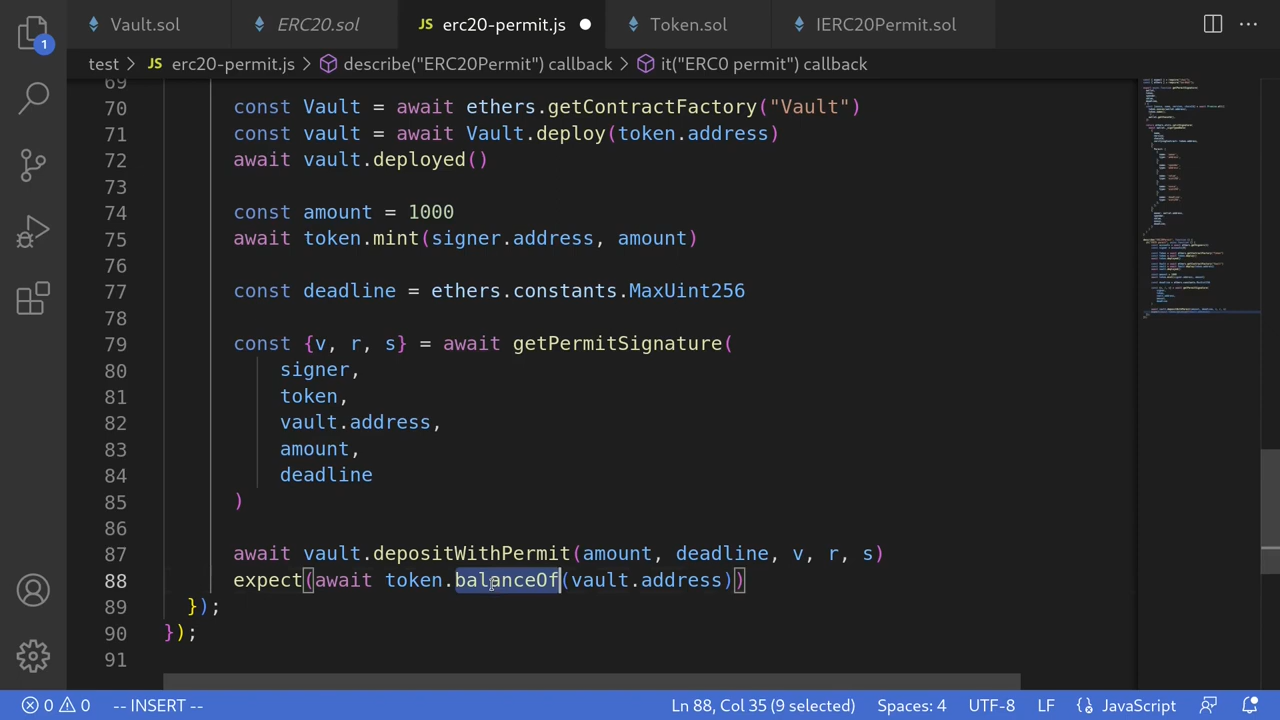 Vault.sol ERC20.sol JS erc20-permit.js Token.sol IERC20Permit.sol
1
test JS erc20-permit.js describe("ERC20Permit") callback it("ERC0 permit") callback
69
70 const Vault = await ethers.getContractFactory("Vault")
71 const vault = await Vault.deploy(token.address)
72 await vault.deployed()
73
74 const amount = 1000
75 await token.mint(signer.address, amount)
76
77 const deadline = ethers.constants.MaxUint256
78
79 const {v, r, s} = await getPermitSignature(
80 signer,
81 token,
82 vault.address,
83 amount,
84 deadline
85 )
86
87 await vault.depositWithPermit(amount, deadline, v, r, s)
88 expect(await token.balanceOf(vault.address))
89 });
90 });
91
0 0 -- INSERT -- Ln 88, Col 35 (9 selected) Spaces: 4 UTF-8 LF JavaScript